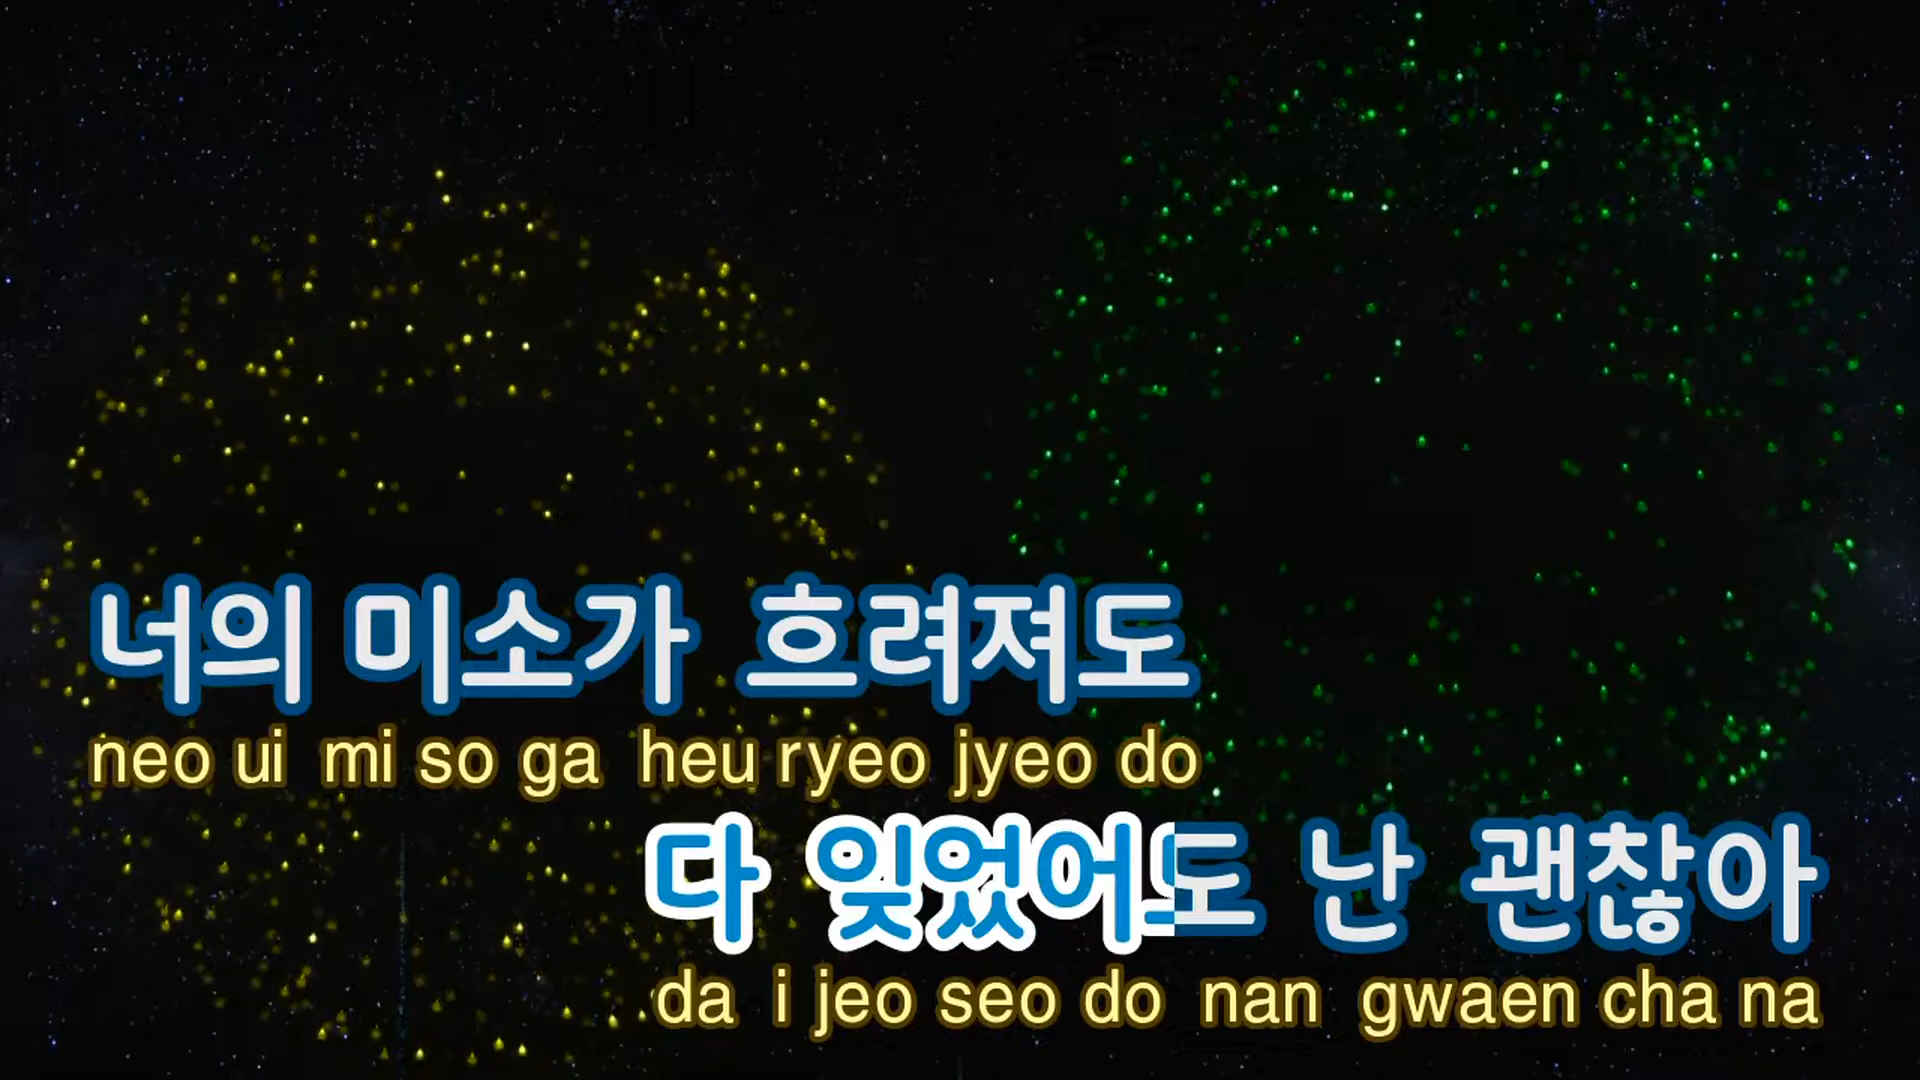 너의 미소가 흐려져도
neo ui mi so ga heu ryeo jyeo do
다 잊었어도 난 괜찮아
da i jeo seo do nan gwaen cha na